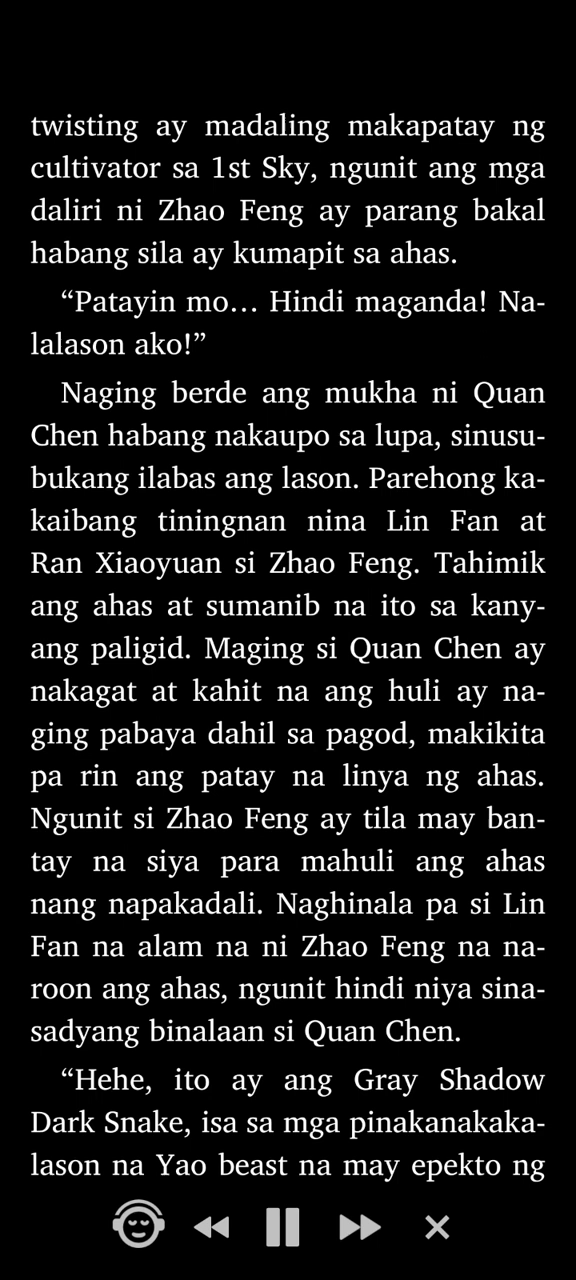 twisting ay madaling makapatay ng
cultivator sa 1st Sky, ngunit ang mga
daliri ni Zhao Feng ay parang bakal
habang sila ay kumapit sa ahas.
“Patayin mo… Hindi maganda! Na-
lalason ako!”
Naging berde ang mukha ni Quan
Chen habang nakaupo sa lupa, sinusu-
bukang ilabas ang lason. Parehong ka-
kaibang tiningnan nina Lin Fan at
Ran Xiaoyuan si Zhao Feng. Tahimik
ang ahas at sumanib na ito sa kany-
ang paligid. Maging si Quan Chen ay
nakagat at kahit na ang huli ay na-
ging pabaya dahil sa pagod, makikita
pa rin ang patay na linya ng ahas.
Ngunit si Zhao Feng ay tila may ban-
tay na siya para mahuli ang ahas
nang napakadali. Naghinala pa si Lin
Fan na alam na ni Zhao Feng na na-
roon ang ahas, ngunit hindi niya sina-
sadyang binalaan si Quan Chen.
“Hehe, ito ay ang Gray Shadow
Dark Snake, isa sa mga pinakanakaka-
lason na Yao beast na may epekto ng